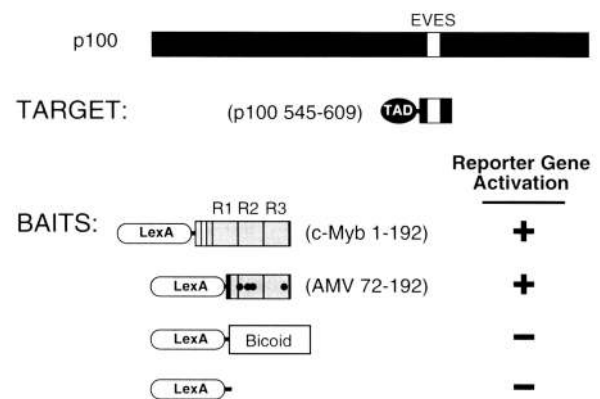 EVES
p100
TARGET: (p100 545-609) TAD
Reporter Gene
Activation
BAITS: LexA R1 R2 R3 (c-Myb 1-192) +
LexA (AMV 72-192) +
LexA Bicoid −
LexA −